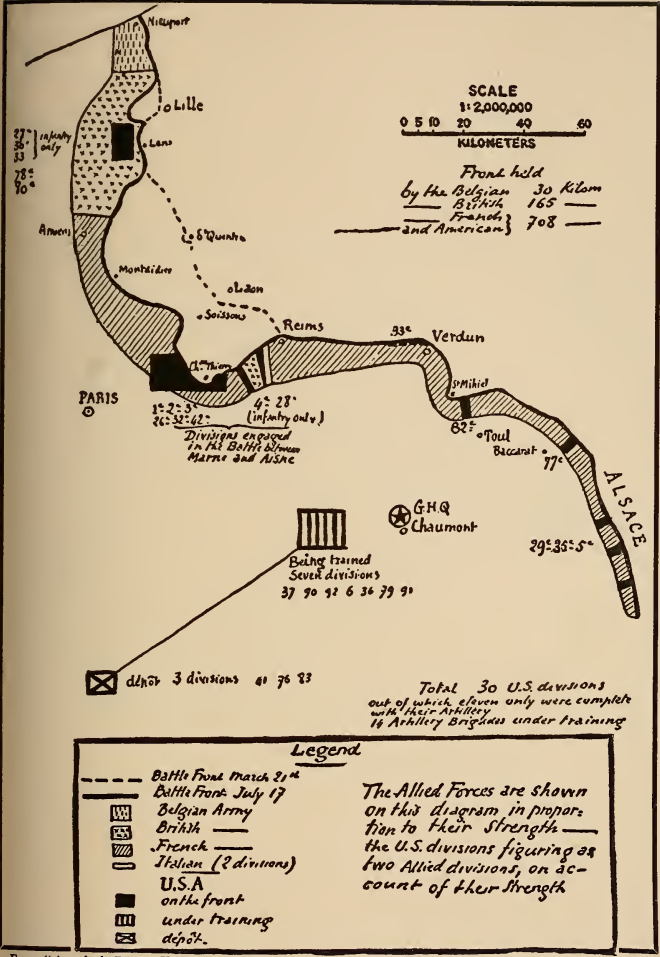 Nieuport
Lille
Lens
27ᵉ
30ᵉ
33
infantry
only
78ᵉ
80ᵉ
Amiens
Sᵗ Quentin
Montdidier
Laon
Soissons
Reims
Chᵃᵘ Thierry
PARIS
SCALE
1:2,000,000
0 5 10 20 40 60
KILOMETERS
Front held
by the Belgian 30 Kilom
—— British 165 ——
—— French }
and American } 708 ——
33ᵉ
Verdun
Sᵗ Mihiel
82ᵉ
Toul
Baccarat
77ᵉ
ALSACE
29ᵉ 35ᵉ 5ᵉ
1ᵉ 2ᵉ 3ᵉ
26ᵉ 32ᵉ 42ᵉ
4ᵉ 28ᵉ
(infantry only)
Divisions engaged
in the Battle between
Marne and Aisne
G.H.Q
Chaumont
Being trained
Seven divisions
37 90 92 6 36 79 91
dépôt 3 divisions 41 76 83
Total 30 U.S. divisions
out of which eleven only were complete
with their Artillery
14 Artillery Brigades under training
Legend
Battle Front March 21ˢᵗ
Battle Front July 17
Belgian Army
British ——
French ——
Italian (2 divisions)
U.S.A
on the front
under training
dépôt.
The Allied Forces are shown
on this diagram in propor=
tion to their Strength ——
the U.S. divisions figuring as
two Allied divisions, on ac-
count of their Strength